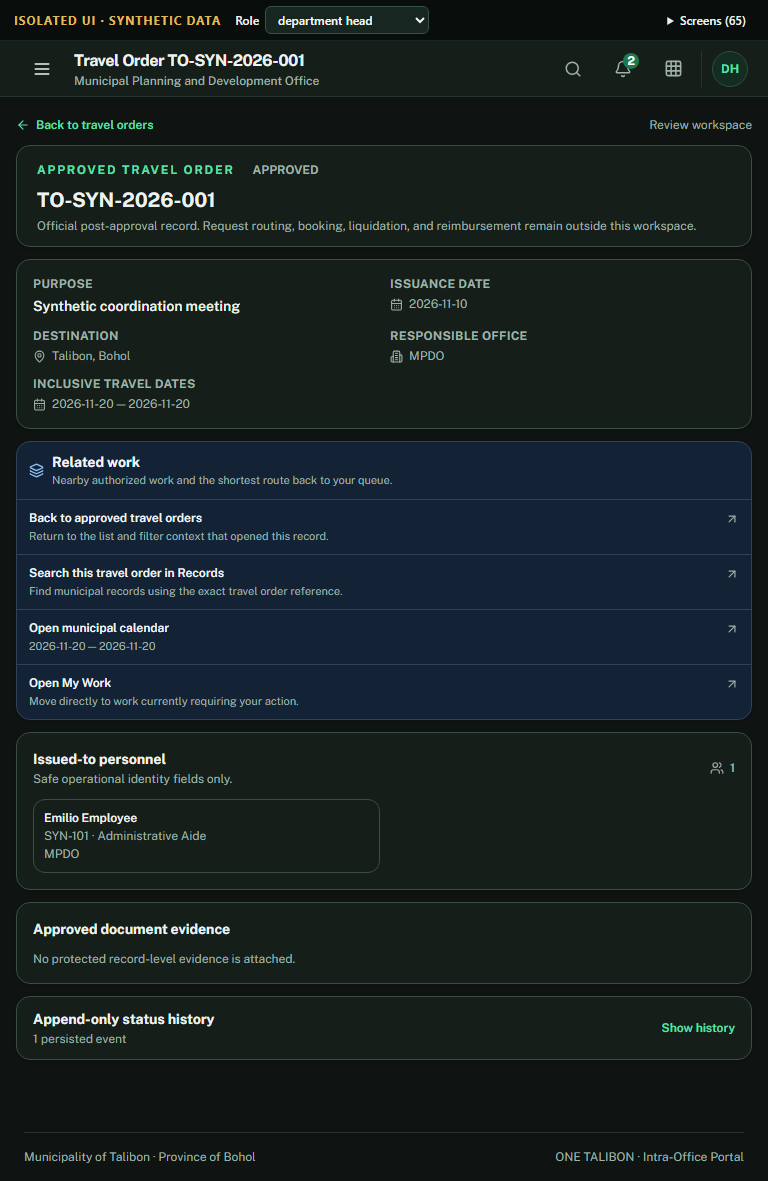 ISOLATED UI · SYNTHETIC DATA Role department head Screens (65)
Travel Order TO-SYN-2026-001
Municipal Planning and Development Office
2
DH
Back to travel orders
Review workspace
APPROVED TRAVEL ORDER APPROVED
TO-SYN-2026-001
Official post-approval record. Request routing, booking, liquidation, and reimbursement remain outside this workspace.
PURPOSE
Synthetic coordination meeting
ISSUANCE DATE
2026-11-10
DESTINATION
Talibon, Bohol
RESPONSIBLE OFFICE
MPDO
INCLUSIVE TRAVEL DATES
2026-11-20 — 2026-11-20
Related work
Nearby authorized work and the shortest route back to your queue.
Back to approved travel orders
Return to the list and filter context that opened this record.
Search this travel order in Records
Find municipal records using the exact travel order reference.
Open municipal calendar
2026-11-20 — 2026-11-20
Open My Work
Move directly to work currently requiring your action.
Issued-to personnel
Safe operational identity fields only.
1
Emilio Employee
SYN-101 · Administrative Aide
MPDO
Approved document evidence
No protected record-level evidence is attached.
Append-only status history
1 persisted event
Show history
Municipality of Talibon · Province of Bohol
ONE TALIBON · Intra-Office Portal